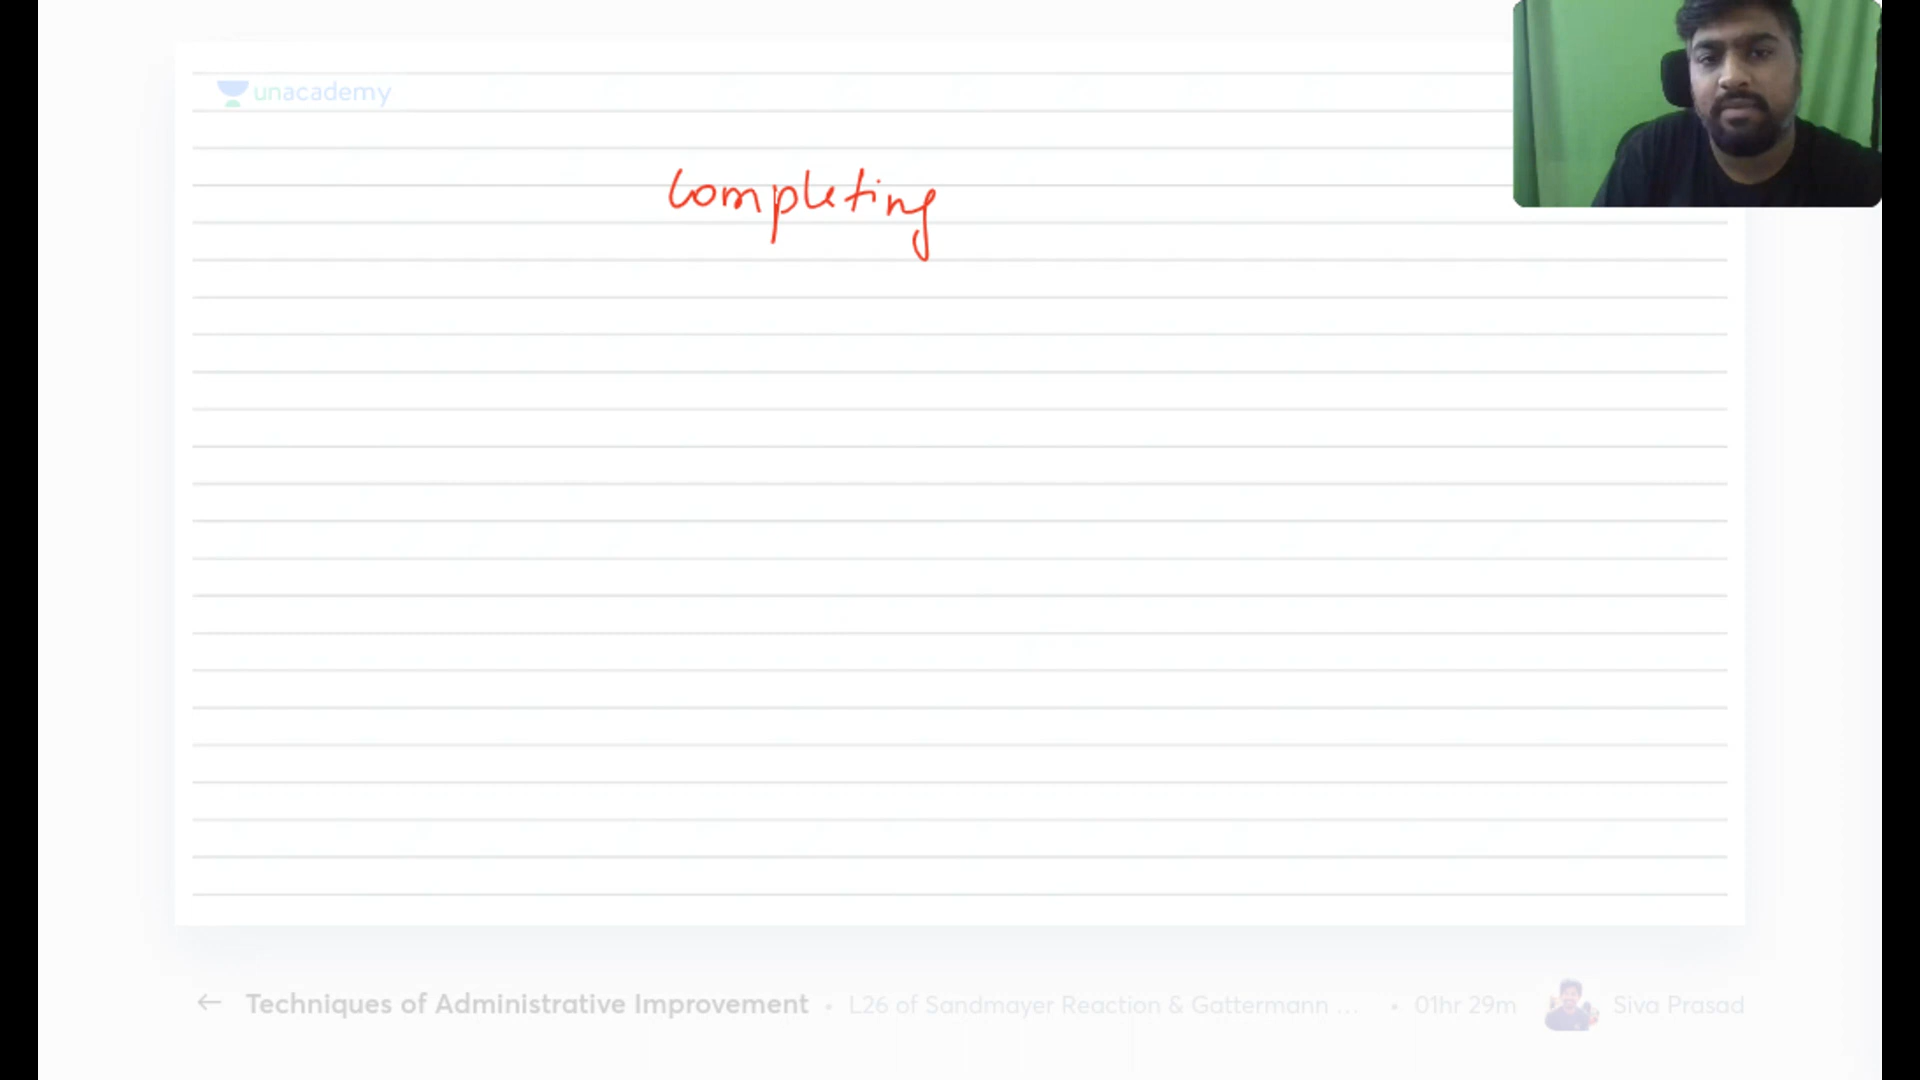 unacademy
Completing
← Techniques of Administrative Improvement • L26 of Sandmayer Reaction & Gattermann ... • 01hr 29m Siva Prasad